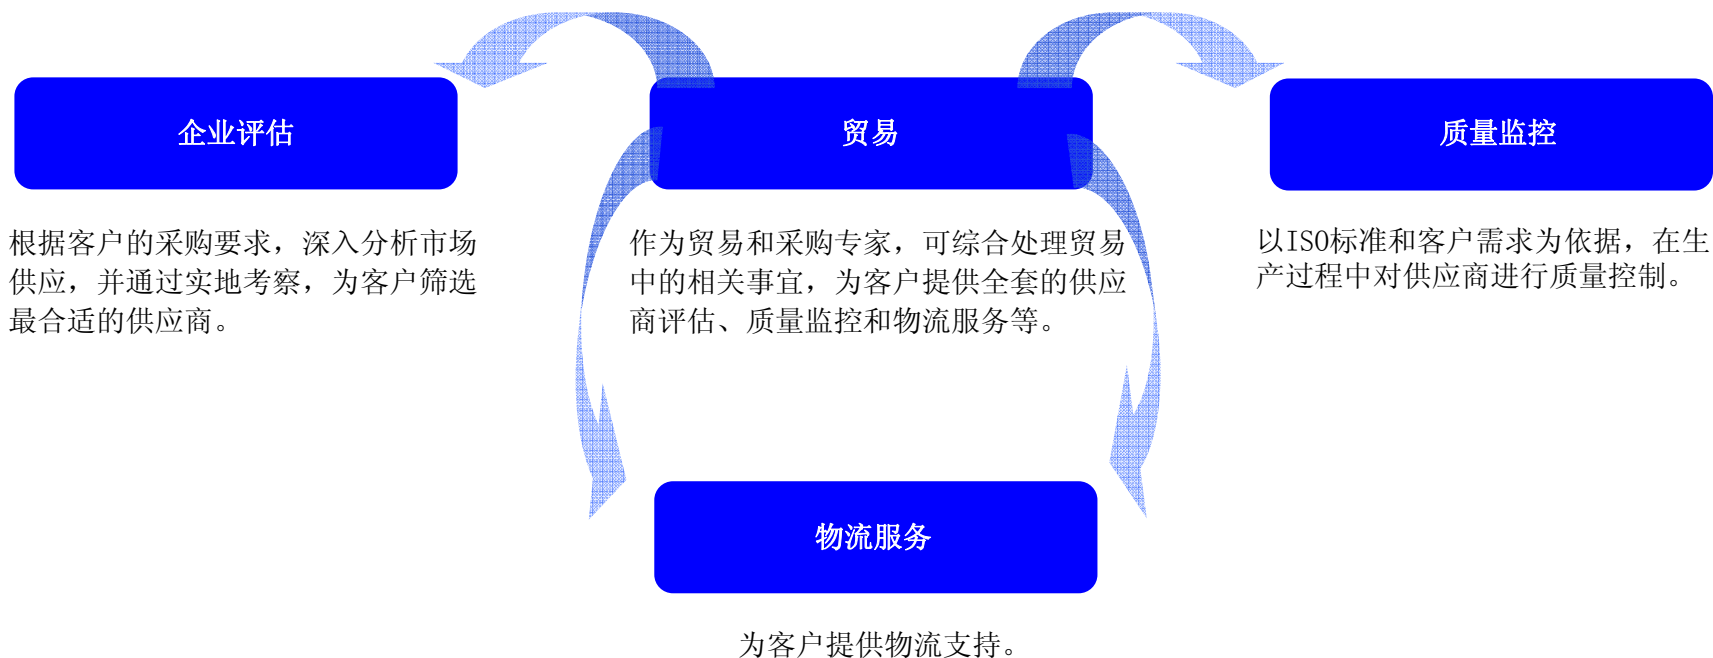 企业评估
贸易
质量监控
根据客户的采购要求，深入分析市场
供应，并通过实地考察，为客户筛选
最合适的供应商。
作为贸易和采购专家，可综合处理贸易
中的相关事宜，为客户提供全套的供应
商评估、质量监控和物流服务等。
以ISO标准和客户需求为依据，在生
产过程中对供应商进行质量控制。
物流服务
为客户提供物流支持。